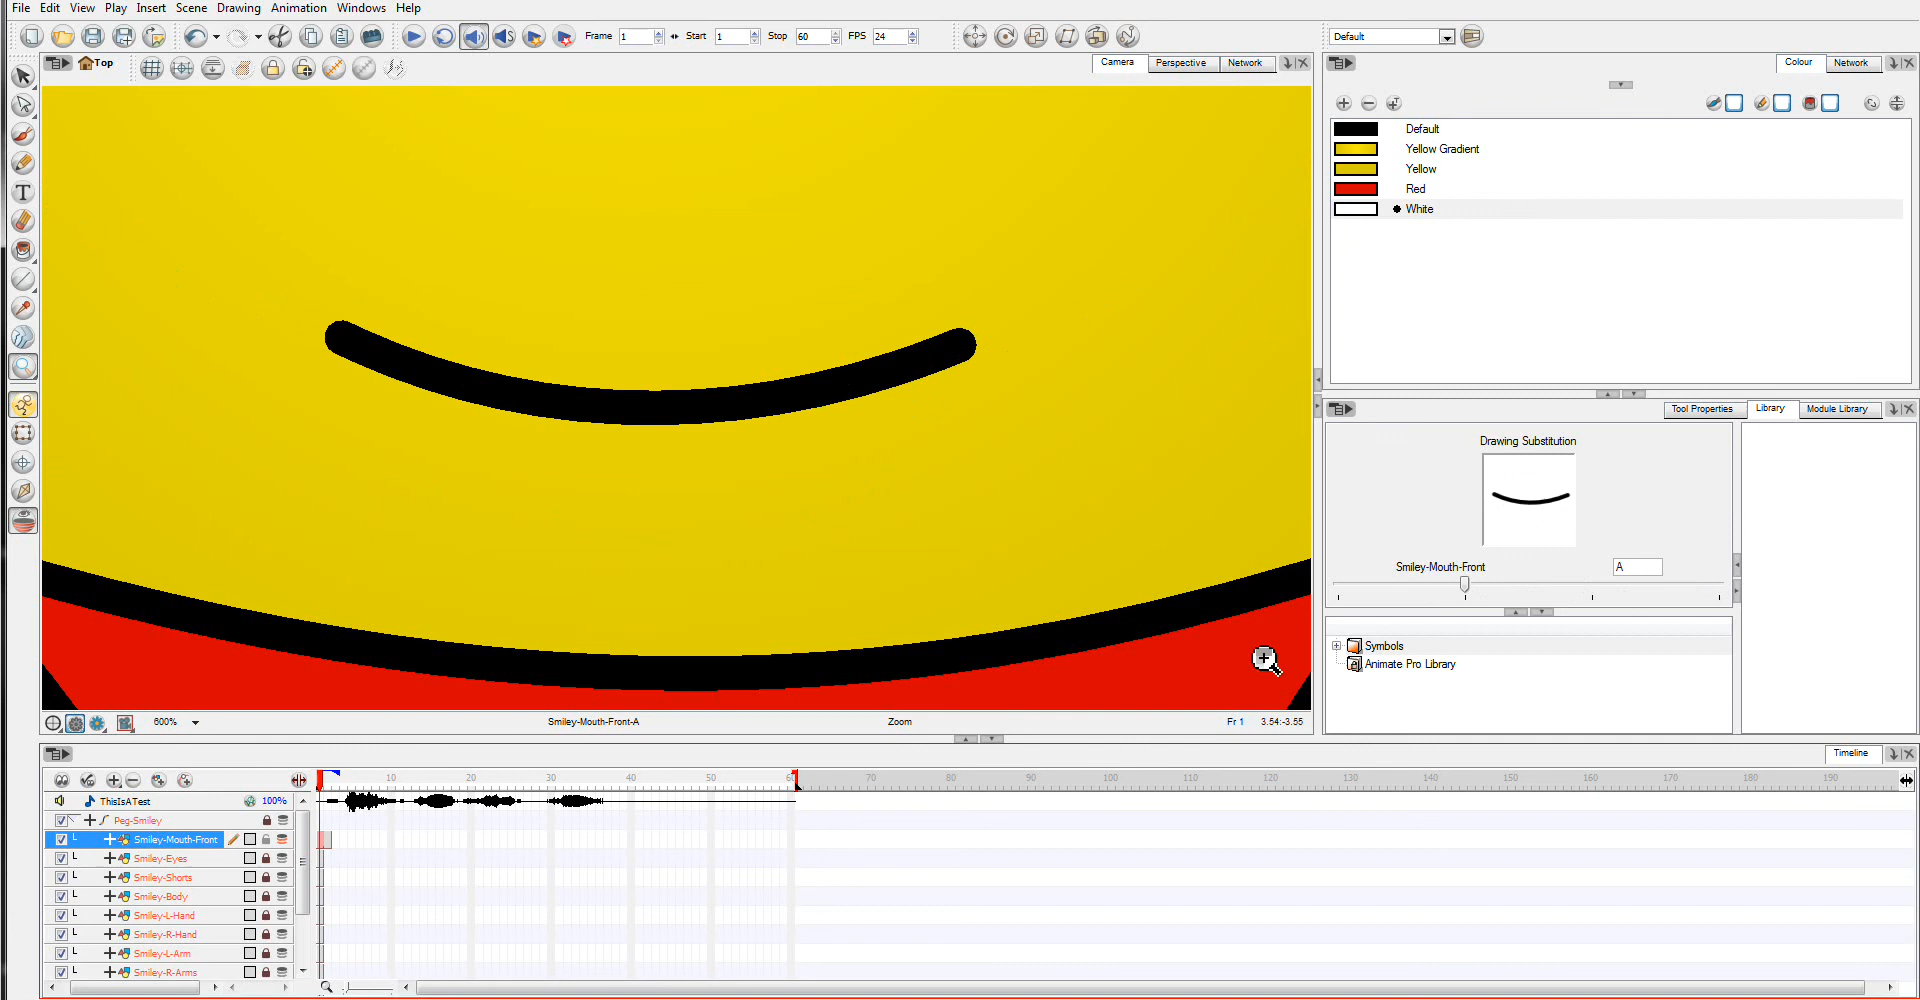 File Edit View Play Insert Scene Drawing Animation Windows Help
Frame 1 Start 1 Stop 60 FPS 24 Default
Top Camera Perspective Network Colour Network
Default
Yellow Gradient
Yellow
Red
White
T
Tool Properties Library Module Library
Drawing Substitution
Smiley-Mouth-Front A
Symbols
Animate Pro Library
600% Smiley-Mouth-Front-A Zoom Fr 1 3.54:-3.55
Timeline
10 20 30 40 50 60 70 80 90 100 110 120 130 140 150 160 170 180 190
ThisIsATest 100%
Peg-Smiley
Smiley-Mouth-Front
Smiley-Eyes
Smiley-Shorts
Smiley-Body
Smiley-L-Hand
Smiley-R-Hand
Smiley-L-Arm
Smiley-R-Arms